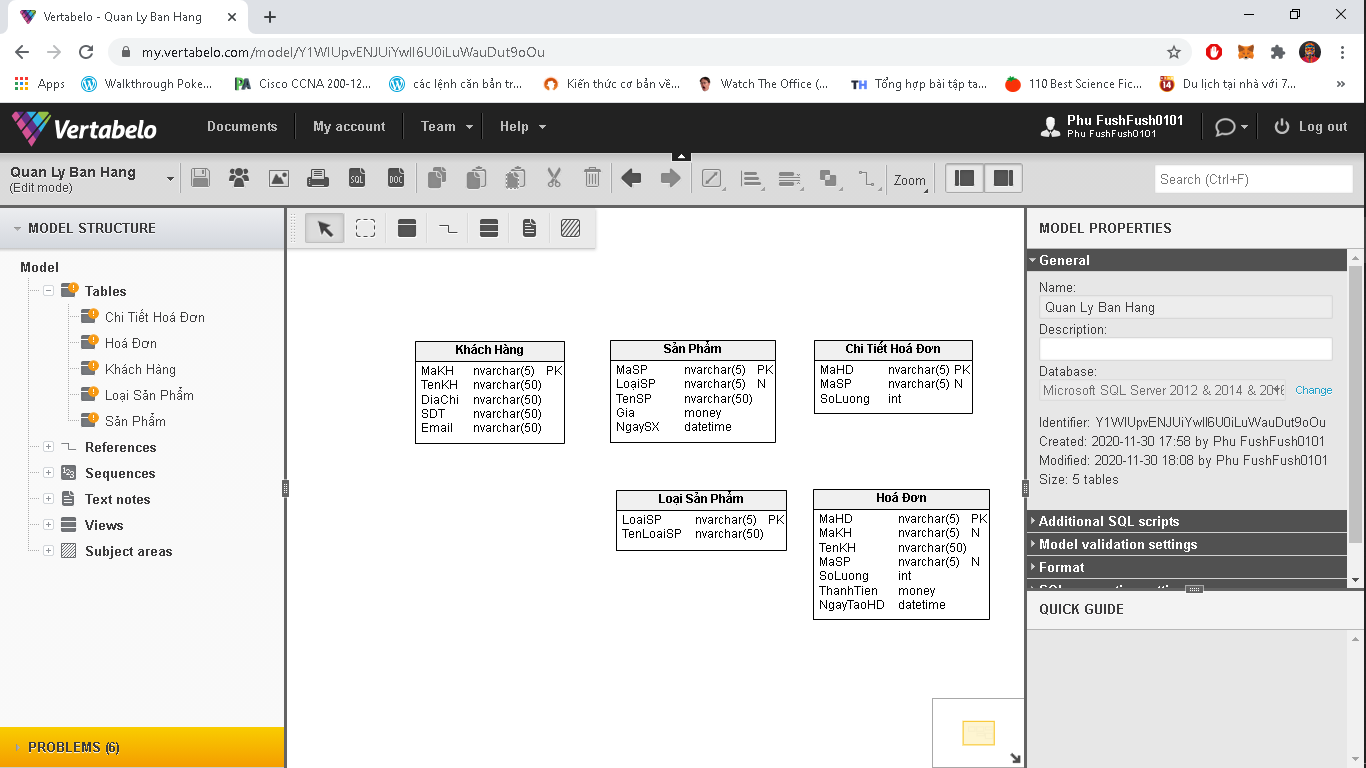 Vertabelo - Quan Ly Ban Hang
my.vertabelo.com/model/Y1WlUpvENJUiYwIl6U0iLuWauDut9oOu
Apps
Walkthrough Poke...
Cisco CCNA 200-12...
các lệnh căn bản tr...
Kiến thức cơ bản về...
Watch The Office (...
TH Tổng hợp bài tập ta...
110 Best Science Fic...
14 Du lịch tại nhà với 7...
Vertabelo
Documents
My account
Team
Help
Phu FushFush0101
Phu FushFush0101
Log out
Quan Ly Ban Hang
(Edit mode)
SQL
DOC
Zoom
Search (Ctrl+F)
MODEL STRUCTURE
Model
Tables
Chi Tiết Hoá Đơn
Hoá Đơn
Khách Hàng
Loại Sản Phẩm
Sản Phẩm
References
123 Sequences
Text notes
Views
Subject areas
PROBLEMS (6)
Khách Hàng
MaKH nvarchar(5) PK
TenKH nvarchar(50)
DiaChi nvarchar(50)
SDT nvarchar(50)
Email nvarchar(50)
Sản Phẩm
MaSP nvarchar(5) PK
LoạiSP nvarchar(5) N
TenSP nvarchar(50)
Gia money
NgaySX datetime
Chi Tiết Hoá Đơn
MaHD nvarchar(5) PK
MaSP nvarchar(5) N
SoLuong int
Loại Sản Phẩm
LoaiSP nvarchar(5) PK
TenLoaiSP nvarchar(50)
Hoá Đơn
MaHD nvarchar(5) PK
MaKH nvarchar(5) N
TenKH nvarchar(50)
MaSP nvarchar(5) N
SoLuong int
ThanhTien money
NgayTaoHD datetime
MODEL PROPERTIES
General
Name:
Quan Ly Ban Hang
Description:
Database:
Microsoft SQL Server 2012 & 2014 & 2016
Change
Identifier: Y1WlUpvENJUiYwIl6U0iLuWauDut9oOu
Created: 2020-11-30 17:58 by Phu FushFush0101
Modified: 2020-11-30 18:08 by Phu FushFush0101
Size: 5 tables
Additional SQL scripts
Model validation settings
Format
QUICK GUIDE